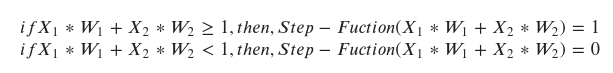 if X₁ * W₁ + X₂ * W₂ ≥ 1, then, Step − Fuction(X₁ * W₁ + X₂ * W₂) = 1
if X₁ * W₁ + X₂ * W₂ < 1, then, Step − Fuction(X₁ * W₁ + X₂ * W₂) = 0